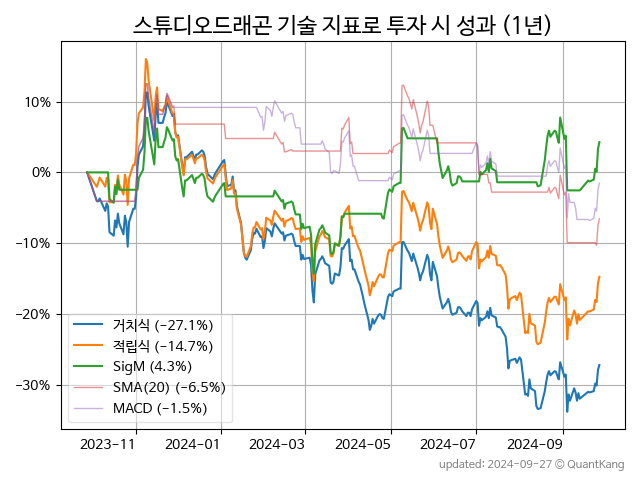 스튜디오드래곤 기술 지표로 투자 시 성과 (1년)
10%
0%
−10%
−20%
−30%
거치식 (−27.1%)
적립식 (−14.7%)
SigM (4.3%)
SMA(20) (−6.5%)
MACD (−1.5%)
2023-11 2024-01 2024-03 2024-05 2024-07 2024-09
updated: 2024-09-27 © QuantKang